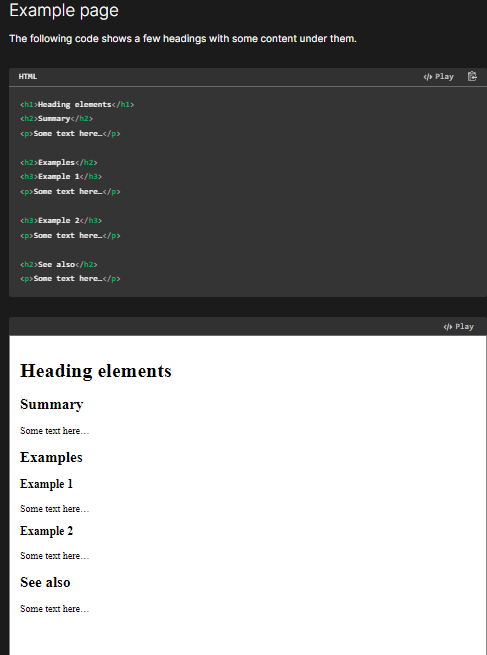 Example page
The following code shows a few headings with some content under them.
HTML
</> Play
<h1>Heading elements</h1>
<h2>Summary</h2>
<p>Some text here…</p>
<h2>Examples</h2>
<h3>Example 1</h3>
<p>Some text here…</p>
<h3>Example 2</h3>
<p>Some text here…</p>
<h2>See also</h2>
<p>Some text here…</p>
</> Play
Heading elements
Summary
Some text here…
Examples
Example 1
Some text here…
Example 2
Some text here…
See also
Some text here…